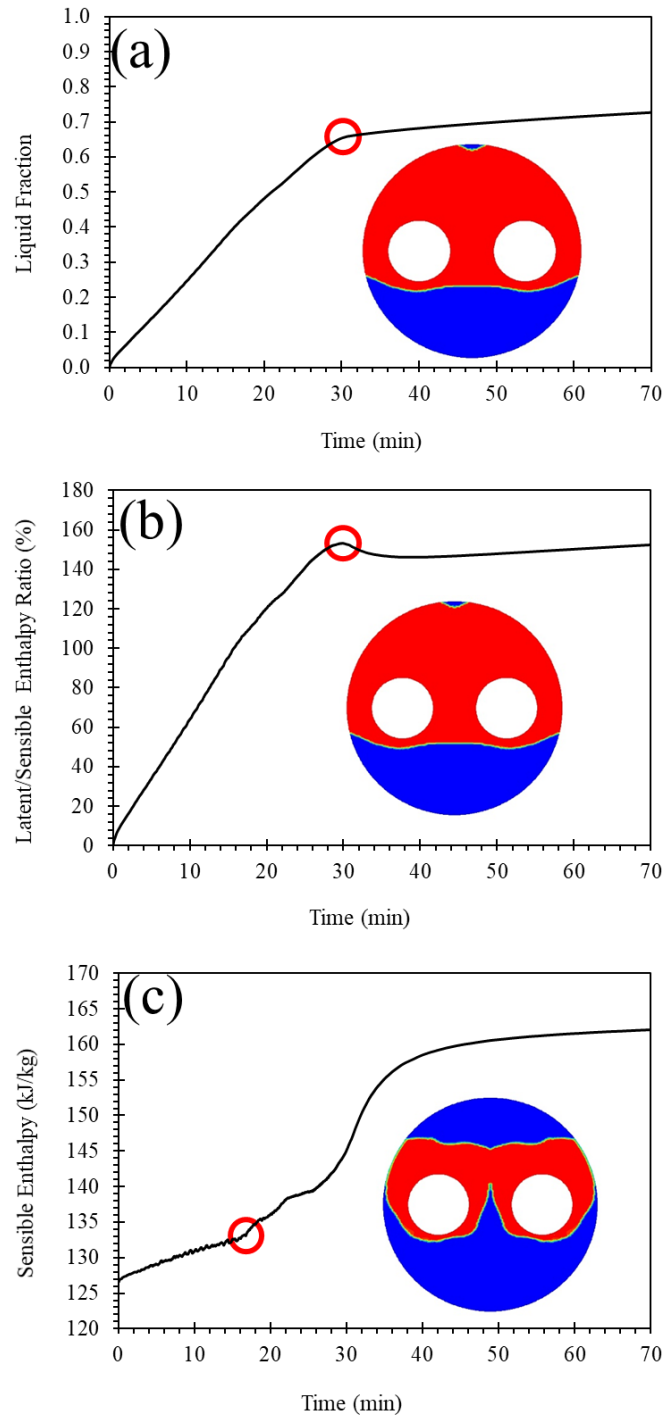 (a)
1.0
0.9
0.8
0.7
0.6
0.5
0.4
0.3
0.2
0.1
0.0
Liquid Fraction
0 10 20 30 40 50 60 70
Time (min)
(b)
180
160
140
120
100
80
60
40
20
0
Latent/Sensible Enthalpy Ratio (%)
0 10 20 30 40 50 60 70
Time (min)
(c)
170
165
160
155
150
145
140
135
130
125
120
Sensible Enthalpy (kJ/kg)
0 10 20 30 40 50 60 70
Time (min)